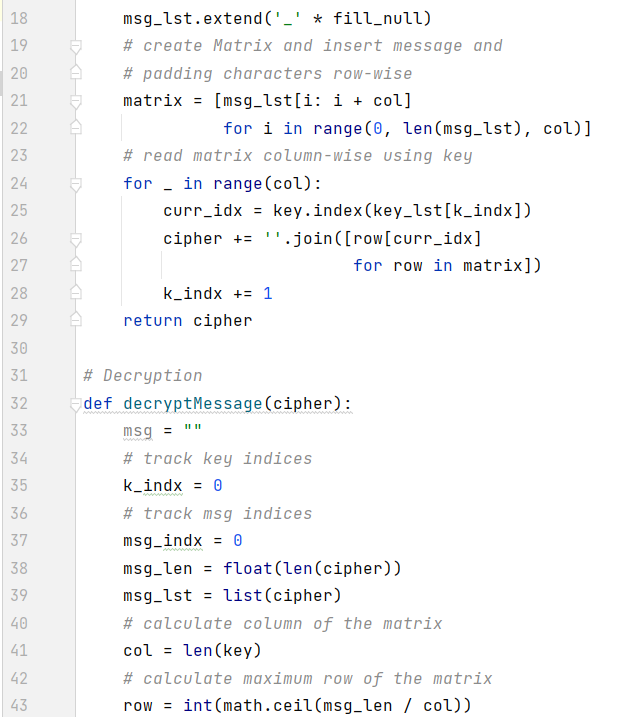 18 msg_lst.extend('_' * fill_null)
19 # create Matrix and insert message and
20 # padding characters row-wise
21 matrix = [msg_lst[i: i + col]
22 for i in range(0, len(msg_lst), col)]
23 # read matrix column-wise using key
24 for _ in range(col):
25 curr_idx = key.index(key_lst[k_indx])
26 cipher += ''.join([row[curr_idx]
27 for row in matrix])
28 k_indx += 1
29 return cipher
30
31 # Decryption
32 def decryptMessage(cipher):
33 msg = ""
34 # track key indices
35 k_indx = 0
36 # track msg indices
37 msg_indx = 0
38 msg_len = float(len(cipher))
39 msg_lst = list(cipher)
40 # calculate column of the matrix
41 col = len(key)
42 # calculate maximum row of the matrix
43 row = int(math.ceil(msg_len / col))